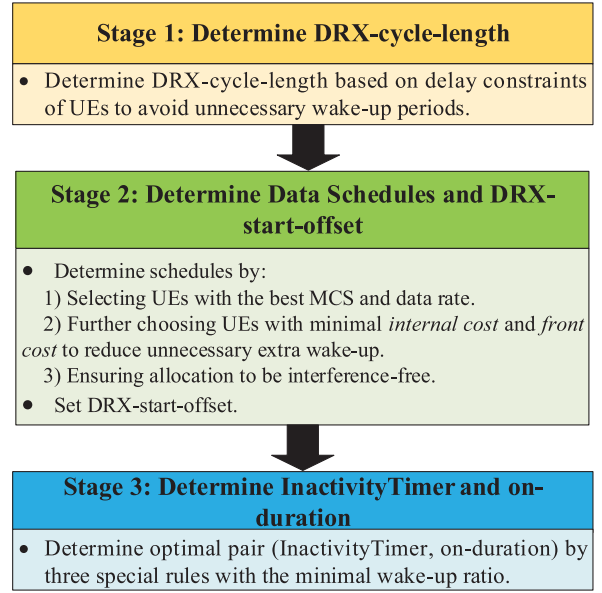 Stage 1: Determine DRX-cycle-length
• Determine DRX-cycle-length based on delay constraints
of UEs to avoid unnecessary wake-up periods.
Stage 2: Determine Data Schedules and DRX-
start-offset
• Determine schedules by:
1) Selecting UEs with the best MCS and data rate.
2) Further choosing UEs with minimal internal cost and front
cost to reduce unnecessary extra wake-up.
3) Ensuring allocation to be interference-free.
• Set DRX-start-offset.
Stage 3: Determine InactivityTimer and on-
duration
• Determine optimal pair (InactivityTimer, on-duration) by
three special rules with the minimal wake-up ratio.